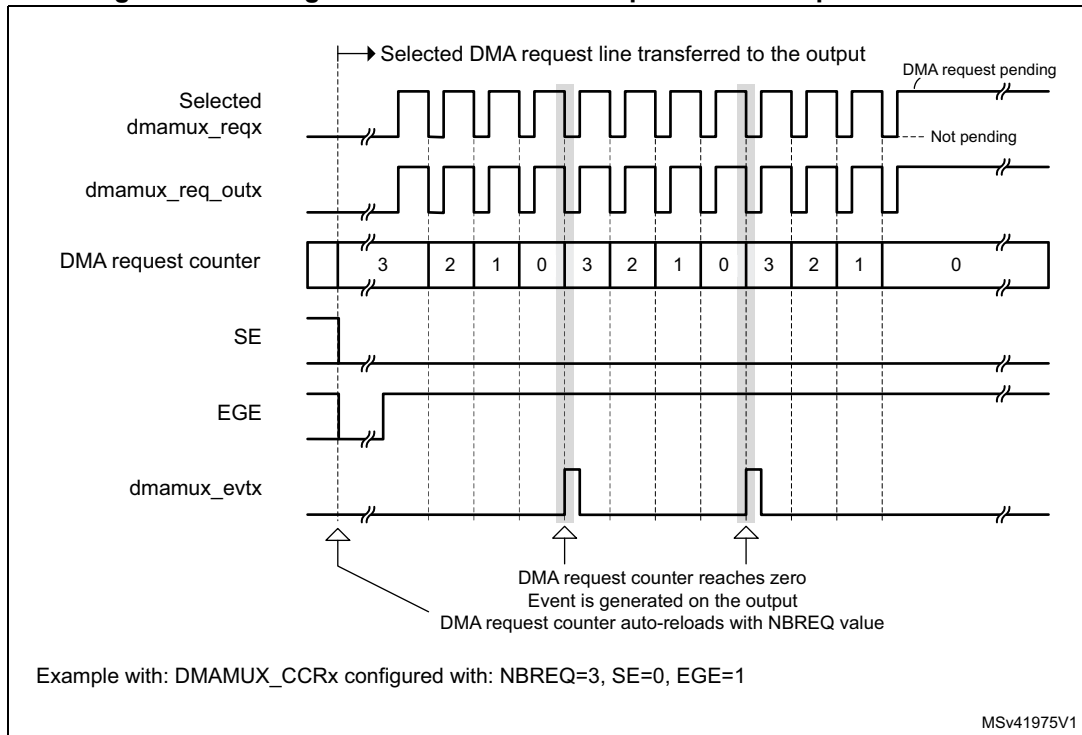 Selected DMA request line transferred to the output
DMA request pending
Selected
dmamux_reqx
Not pending
dmamux_req_outx
DMA request counter
3 2 1 0 3 2 1 0 3 2 1 0
SE
EGE
dmamux_evtx
DMA request counter reaches zero
Event is generated on the output
DMA request counter auto-reloads with NBREQ value
Example with: DMAMUX_CCRx configured with: NBREQ=3, SE=0, EGE=1
MSv41975V1